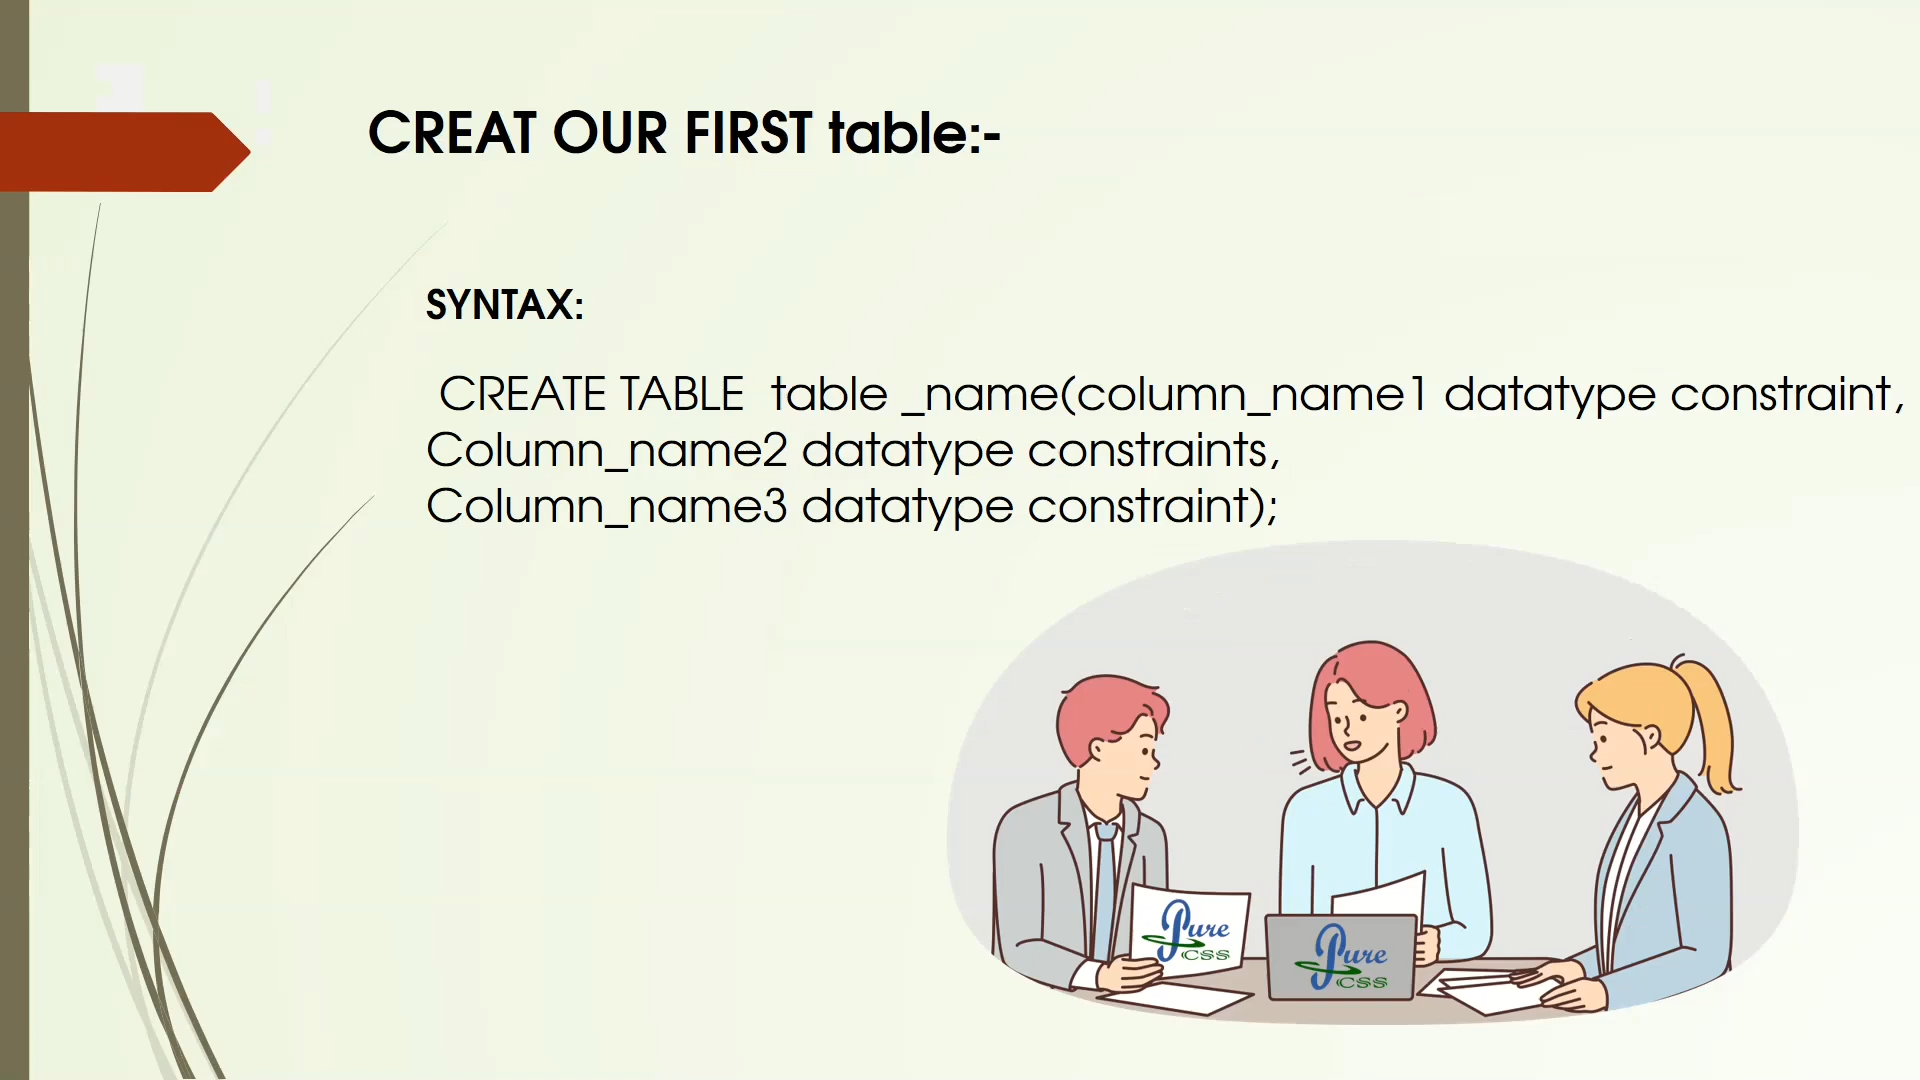 CREAT OUR FIRST table:-
SYNTAX:
CREATE TABLE  table _name(column_name1 datatype constraint,
Column_name2 datatype constraints,
Column_name3 datatype constraint);
Pure
CSS
Pure
CSS